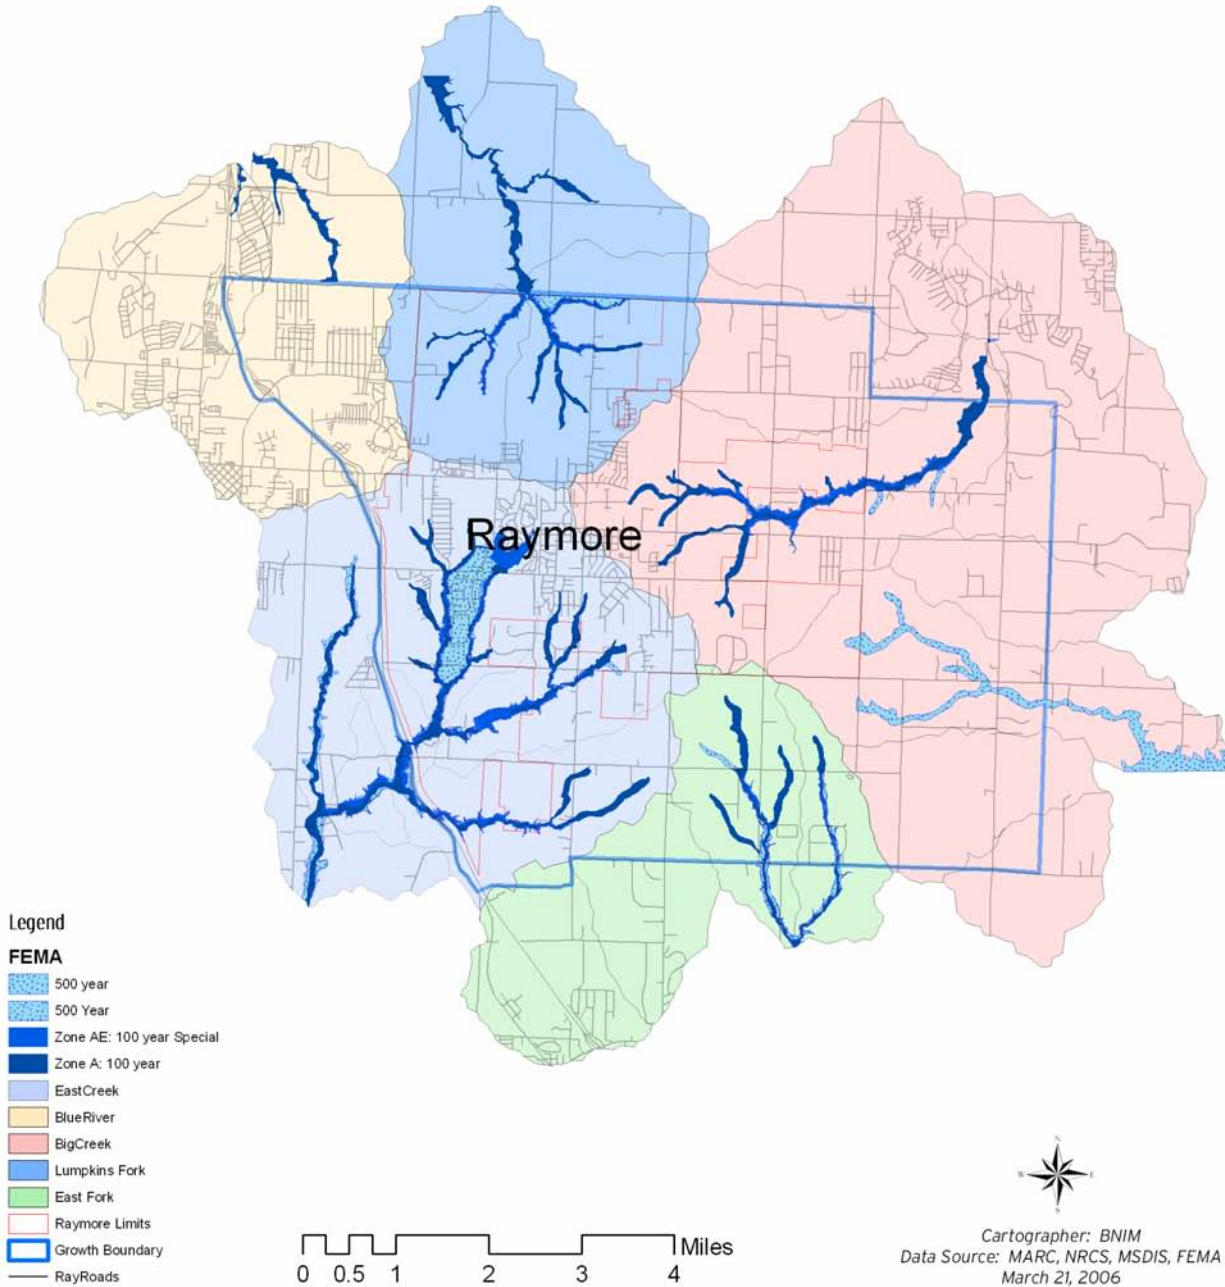 Raymore
Legend
FEMA
500 year
500 Year
Zone AE: 100 year Special
Zone A: 100 year
EastCreek
BlueRiver
BigCreek
Lumpkins Fork
East Fork
Raymore Limits
Growth Boundary
RayRoads
Miles
0 0.5 1 2 3 4
N
W E
S
Cartographer: BNIM
Data Source: MARC, NRCS, MSDIS, FEMA
March 21, 2006